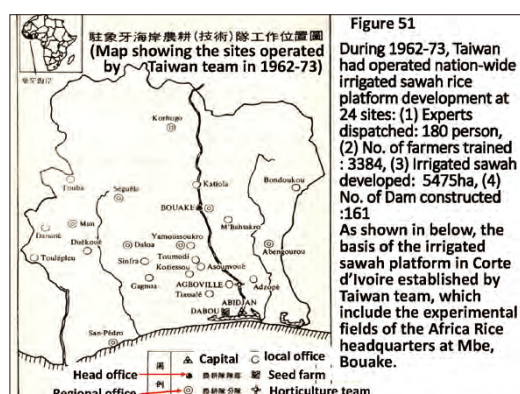 Figure 51
駐象牙海岸農耕(技術)隊工作位置圖
(Map showing the sites operated
by Taiwan team in 1962-73)
During 1962-73, Taiwan
had operated nation-wide
irrigated sawah rice
platform development at
24 sites: (1) Experts
dispatched: 180 person,
(2) No. of farmers trained
: 3384, (3) Irrigated sawah
developed: 5475ha, (4)
No. of Dam constructed
:161
As shown in below, the
basis of the irrigated
sawah platform in Corte
d'Ivoire established by
Taiwan team, which
include the experimental
fields of the Africa Rice
headquarters at Mbe,
Bouake.
Korhogo
Touba
Séguéla
Katiola
Bondoukou
BOUAKE
Man
M'Bahiakro
Danané
Daloa
Yamoussoukro
Duékoué
Abengourou
Toulépleu
Sinfra
Toumodi
Asoumvoué
Kotiessou
Gagnoa
AGBOVILLE
Adzopé
Tiassalé
ABIDJAN
DABOU
San-Pédro
圖例
Capital
local office
Head office
Seed farm
Regional office
Horticulture team